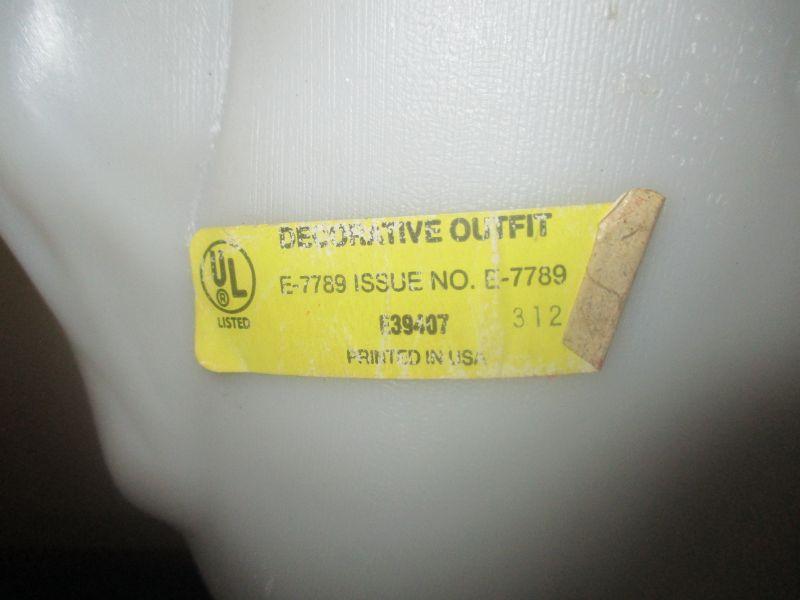 DECORATIVE OUTFIT
UL
®
LISTED
E-7789 ISSUE NO. E-7789
E39407
312
PRINTED IN USA